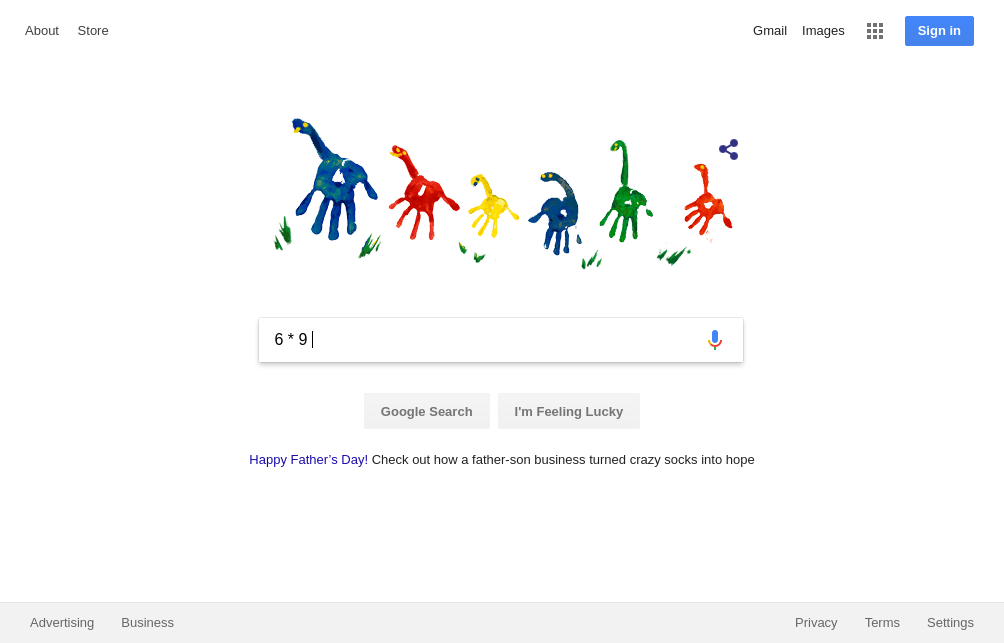 About Store Gmail Images Sign in
6 * 9
Google Search I'm Feeling Lucky
Happy Father’s Day! Check out how a father-son business turned crazy socks into hope
Advertising Business Privacy Terms Settings